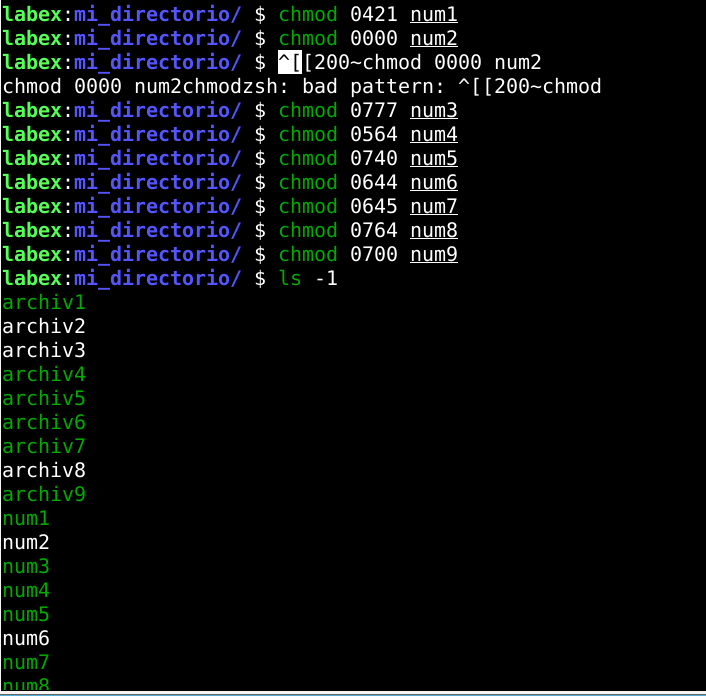 labex:mi_directorio/ $ chmod 0421 num1
labex:mi_directorio/ $ chmod 0000 num2
labex:mi_directorio/ $ ^[[200~chmod 0000 num2
chmod 0000 num2chmodzsh: bad pattern: ^[[200~chmod
labex:mi_directorio/ $ chmod 0777 num3
labex:mi_directorio/ $ chmod 0564 num4
labex:mi_directorio/ $ chmod 0740 num5
labex:mi_directorio/ $ chmod 0644 num6
labex:mi_directorio/ $ chmod 0645 num7
labex:mi_directorio/ $ chmod 0764 num8
labex:mi_directorio/ $ chmod 0700 num9
labex:mi_directorio/ $ ls -1
archiv1
archiv2
archiv3
archiv4
archiv5
archiv6
archiv7
archiv8
archiv9
num1
num2
num3
num4
num5
num6
num7
num8